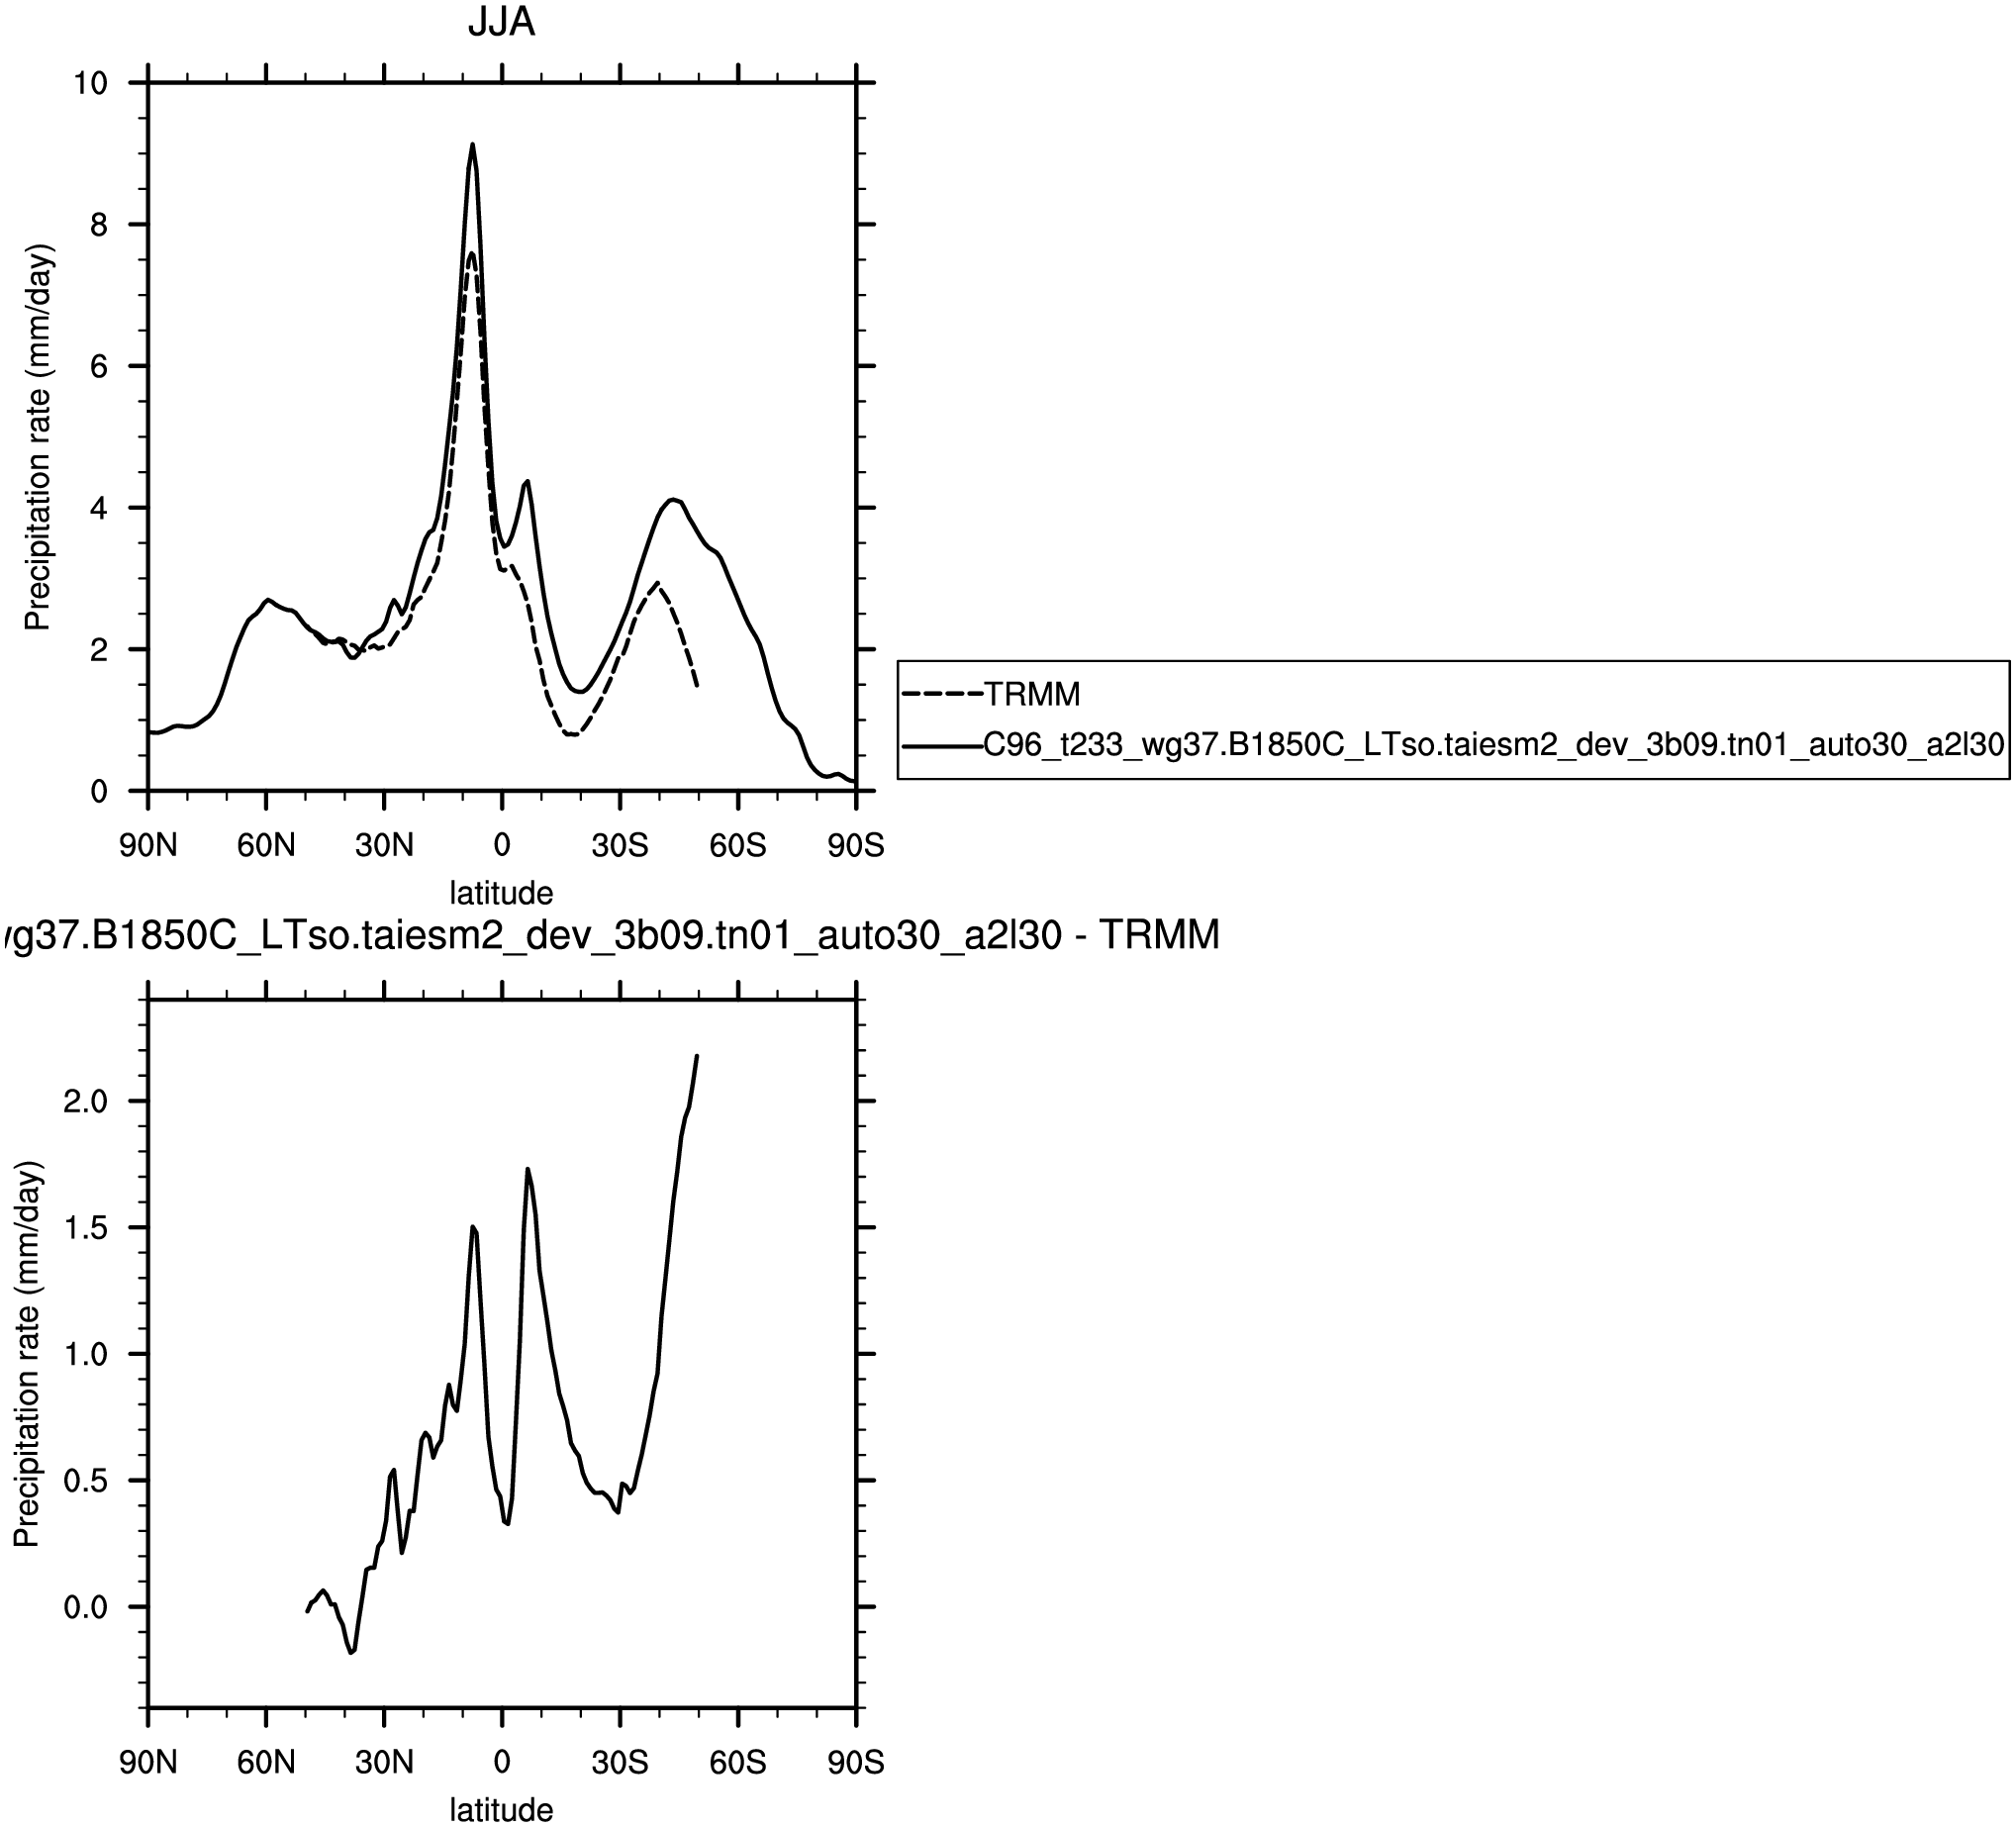 JJA
10
8
6
4
2
0
Precipitation rate (mm/day)
90N 60N 30N 0 30S 60S 90S
latitude
TRMM
C96_t233_wg37.B1850C_LTso.taiesm2_dev_3b09.tn01_auto30_a2l30
g37.B1850C_LTso.taiesm2_dev_3b09.tn01_auto30_a2l30 - TRMM
2.0
1.5
1.0
0.5
0.0
Precipitation rate (mm/day)
90N 60N 30N 0 30S 60S 90S
latitude